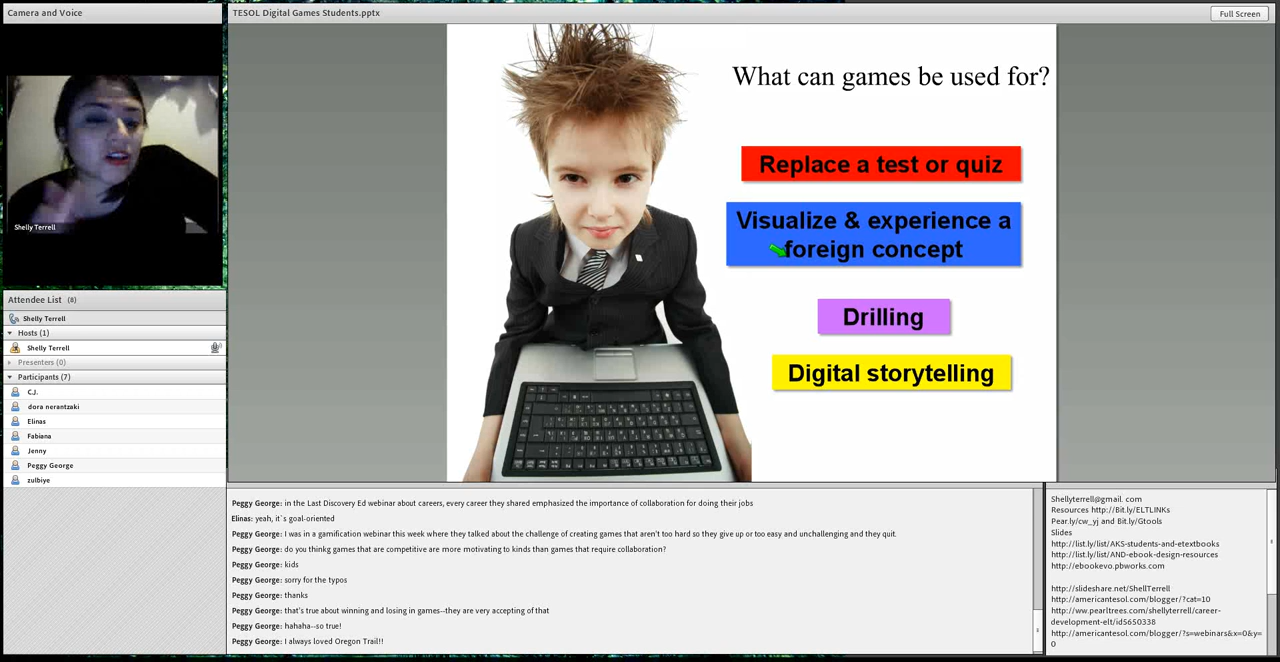 Camera and Voice
Shelly Terrell
Attendee List (8)
Shelly Terrell
Hosts (1)
Shelly Terrell
Presenters (0)
Participants (7)
C.J.
dora nerantzaki
Elinas
Fabiana
Jenny
Peggy George
zulbiye
TESOL Digital Games Students.pptx
Full Screen
What can games be used for?
Replace a test or quiz
Visualize & experience a
foreign concept
Drilling
Digital storytelling
Peggy George: in the Last Discovery Ed webinar about careers, every career they shared emphasized the importance of collaboration for doing their jobs
Elinas: yeah, it`s goal-oriented
Peggy George: I was in a gamification webinar this week where they talked about the challenge of creating games that aren't too hard so they give up or too easy and unchallenging and they quit.
Peggy George: do you thinkg games that are competitive are more motivating to kinds than games that require collaboration?
Peggy George: kids
Peggy George: sorry for the typos
Peggy George: thanks
Peggy George: that's true about winning and losing in games--they are very accepting of that
Peggy George: hahaha--so true!
Peggy George: I always loved Oregon Trail!!
Shellyterrell@gmail. com
Resources http://Bit.ly/ELTLINKs
Pear.ly/cw_yj and Bit.ly/Gtools
Slides
http://list.ly/list/AKS-students-and-etextbooks
http://list.ly/list/AND-ebook-design-resources
http://ebookevo.pbworks.com
http://slideshare.net/ShellTerrell
http://americantesol.com/blogger/?cat=10
http://ww.pearltrees.com/shellyterrell/career-
development-elt/id5650338
http://americantesol.com/blogger/?s=webinars&x=0&y=
0